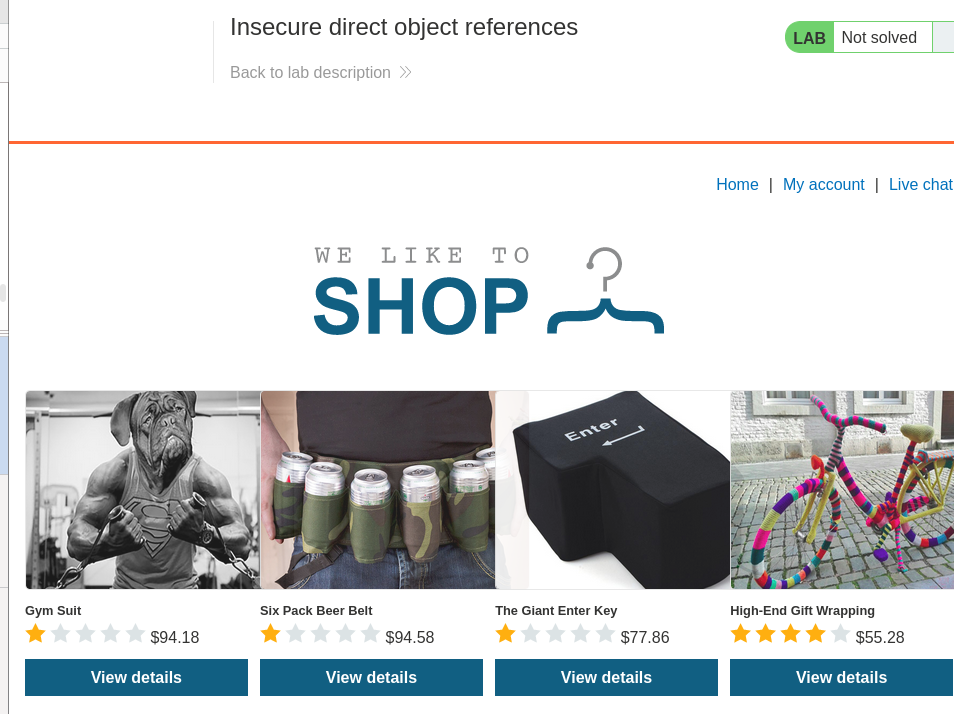 Insecure direct object references
LAB Not solved
Back to lab description
Home | My account | Live chat
WE LIKE TO
SHOP
Enter
Gym Suit
$94.18
View details
Six Pack Beer Belt
$94.58
View details
The Giant Enter Key
$77.86
View details
High-End Gift Wrapping
$55.28
View details